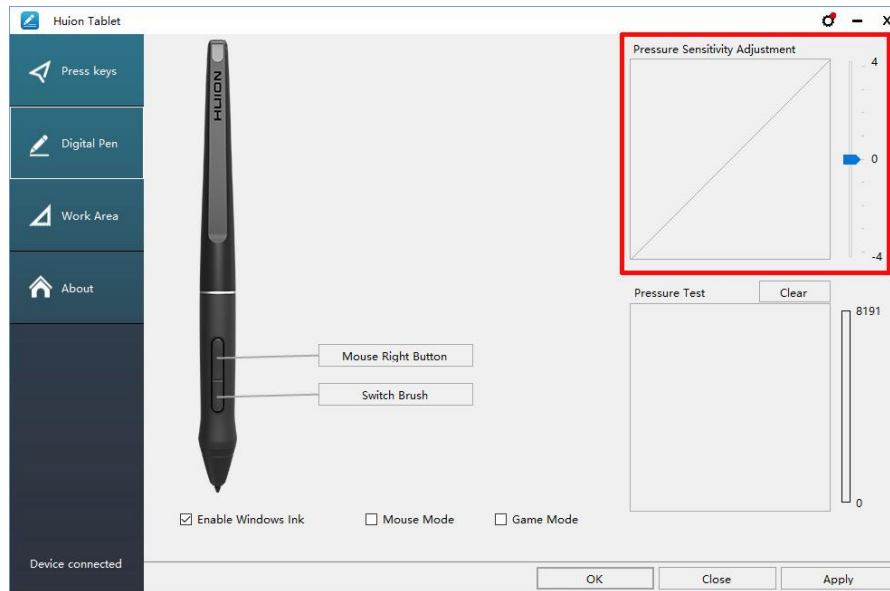 Huion Tablet
Press keys
Digital Pen
Work Area
About
Device connected
HUION
Mouse Right Button
Switch Brush
Enable Windows Ink
Mouse Mode
Game Mode
Pressure Sensitivity Adjustment
4
0
-4
Pressure Test
Clear
8191
0
OK
Close
Apply